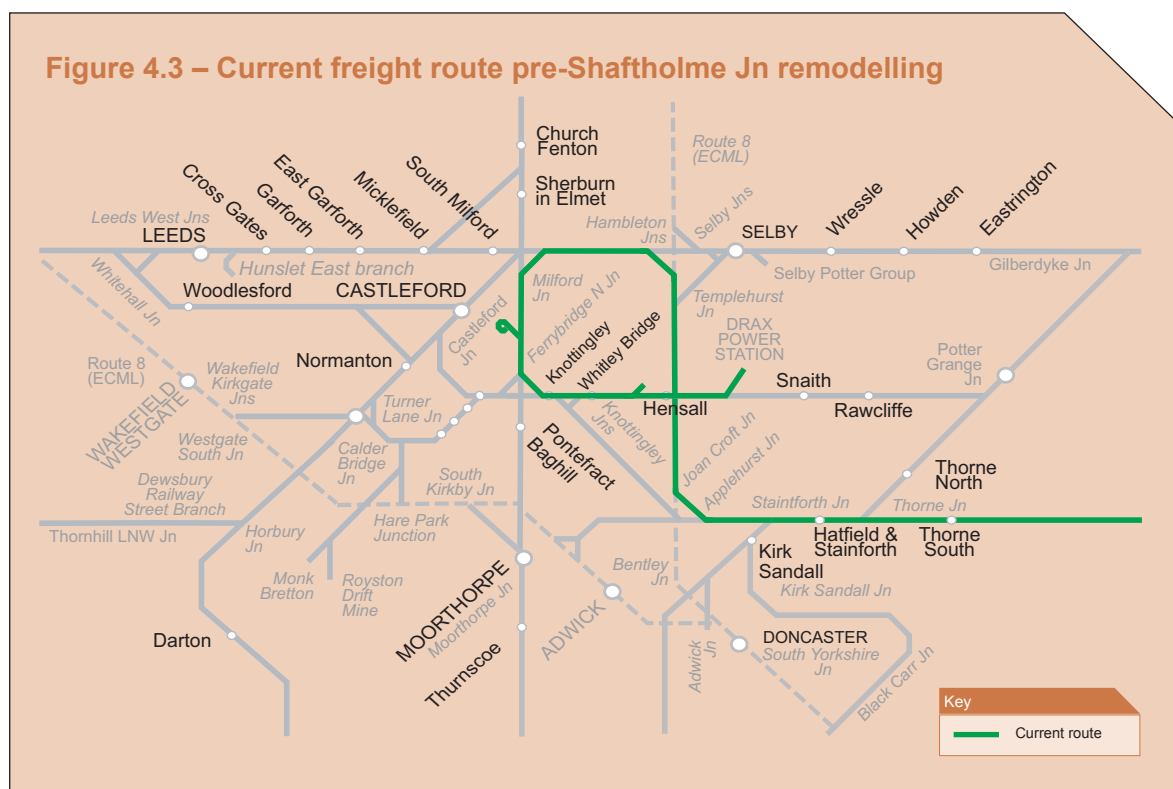 Figure 4.3 – Current freight route pre-Shaftholme Jn remodelling
Church
Fenton
Sherburn
in Elmet
Route 8
(ECML)
South Milford
Micklefield
East Garforth
Garforth
Cross Gates
Leeds West Jns
LEEDS
Hunslet East branch
Hambleton
Jns
Selby Jns
SELBY
Wressle
Howden
Eastrington
Selby Potter Group
Gilberdyke Jn
Whitehall Jn
Woodlesford
CASTLEFORD
Castleford
Jn
Milford
Jn
Ferrybridge N Jn
Templehurst
Jn
DRAX
POWER
STATION
Knottingley
Whitley Bridge
Normanton
Route 8
(ECML)
WAKEFIELD
WESTGATE
Wakefield
Kirkgate
Jns
Turner
Lane Jn
Hensall
Snaith
Rawcliffe
Potter
Grange
Jn
Knottingley
Jns
Joan Croft Jn
Applehurst Jn
Westgate
South Jn
Calder
Bridge
Jn
Pontefract
Baghill
South
Kirkby Jn
Dewsbury
Railway
Street Branch
Thornhill LNW Jn
Horbury
Jn
Hare Park
Junction
Stainforth Jn
Thorne
North
Thorne Jn
Hatfield &
Stainforth
Thorne
South
Kirk
Sandall
Kirk Sandall Jn
Bentley
Jn
Monk
Bretton
Royston
Drift
Mine
MOORTHORPE
Moorthorpe Jn
ADWICK
Adwick
Jn
DONCASTER
South Yorkshire
Jn
Black Carr Jn
Darton
Thurnscoe
Key
Current route